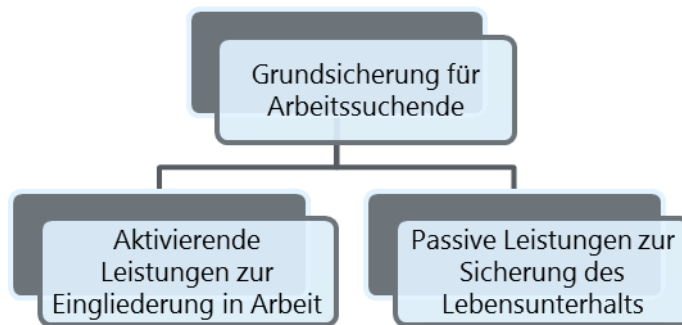 Grundsicherung für
Arbeitssuchende
Aktivierende
Leistungen zur
Eingliederung in Arbeit
Passive Leistungen zur
Sicherung des
Lebensunterhalts